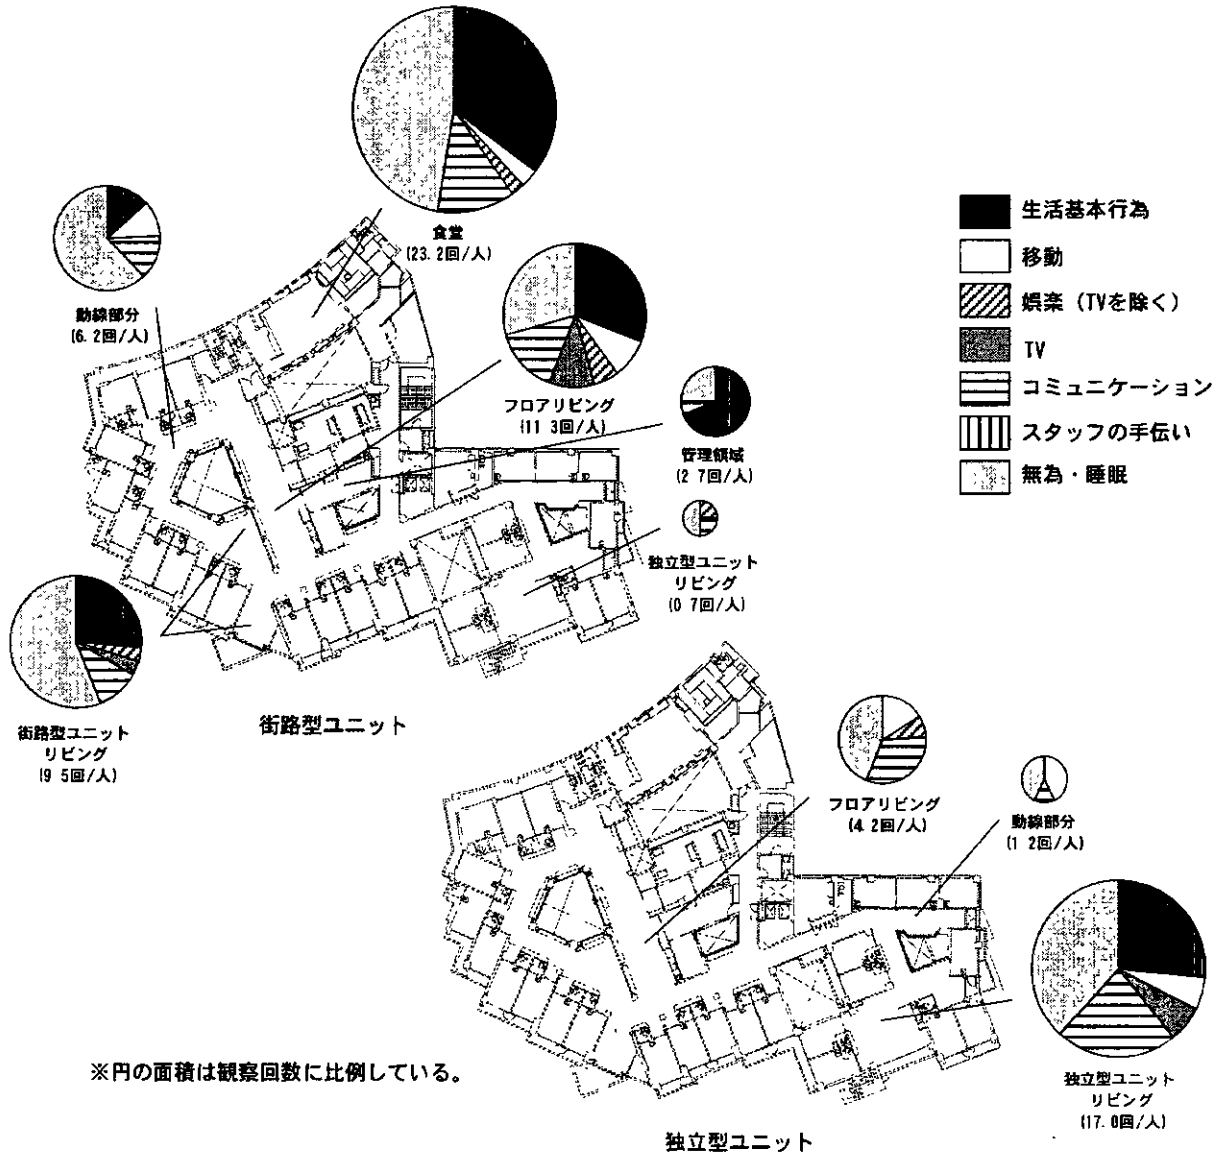 食堂
(23.2回/人)
動線部分
(6.2回/人)
フロアリビング
(11 3回/人)
管理領域
(2 7回/人)
独立型ユニット
リビング
(0 7回/人)
街路型ユニット
リビング
(9 5回/人)
街路型ユニット
生活基本行為
移動
娯楽（TVを除く）
TV
コミュニケーション
スタッフの手伝い
無為・睡眠
フロアリビング
(4.2回/人)
動線部分
(1 2回/人)
独立型ユニット
リビング
(17.0回/人)
※円の面積は観察回数に比例している。
独立型ユニット